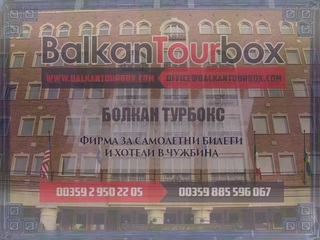 BalkanTourbox
WWW.BALKANTOURBOX.COM OFFICE@BALKANTOURBOX.COM
БОЛКАН ТУРБОКС
ФИРМА ЗА САМОЛЕТНИ БИЛЕТИ
И ХОТЕЛИ В ЧУЖБИНА
00359 2 950 22 05 00359 885 596 067